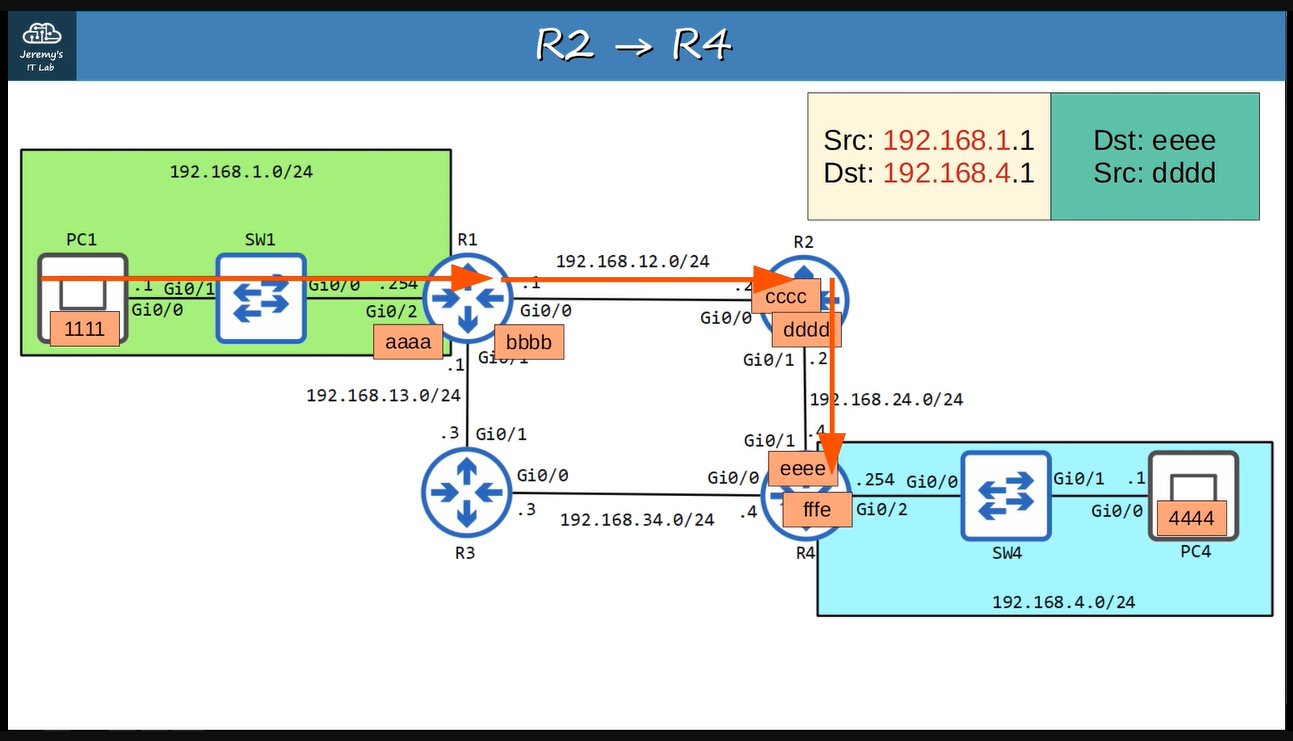 Jeremy's
IT Lab
R2 → R4
Src: 192.168.1.1
Dst: 192.168.4.1
Dst: eeee
Src: dddd
192.168.1.0/24
PC1
SW1
R1
R2
192.168.12.0/24
.1
Gi0/1
Gi0/0
.254
.1
.2
Gi0/0
Gi0/2
Gi0/0
Gi0/0
1111
aaaa
bbbb
cccc
dddd
.1
Gi0/1
Gi0/1
.2
192.168.13.0/24
192.168.24.0/24
.3
Gi0/1
Gi0/1
.4
Gi0/0
Gi0/0
eeee
.254
Gi0/0
Gi0/1
.1
.3
192.168.34.0/24
.4
fffe
Gi0/2
Gi0/0
4444
R3
R4
SW4
PC4
192.168.4.0/24